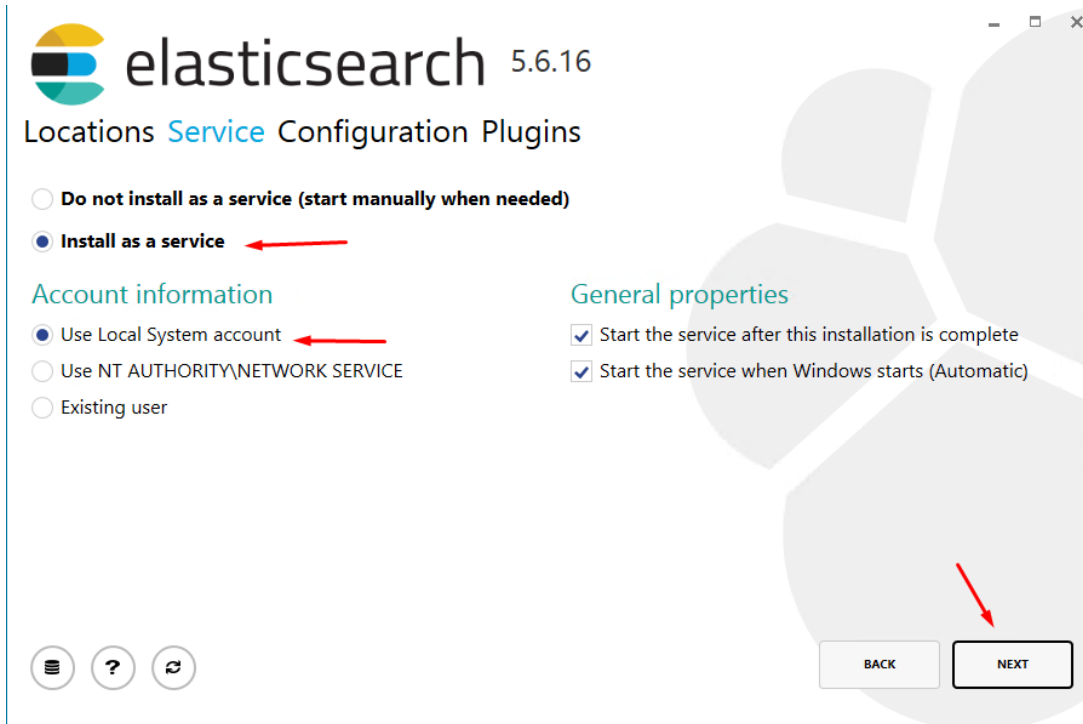 elasticsearch 5.6.16
Locations Service Configuration Plugins
Do not install as a service (start manually when needed)
Install as a service
Account information
Use Local System account
Use NT AUTHORITY\NETWORK SERVICE
Existing user
General properties
Start the service after this installation is complete
Start the service when Windows starts (Automatic)
?
BACK
NEXT